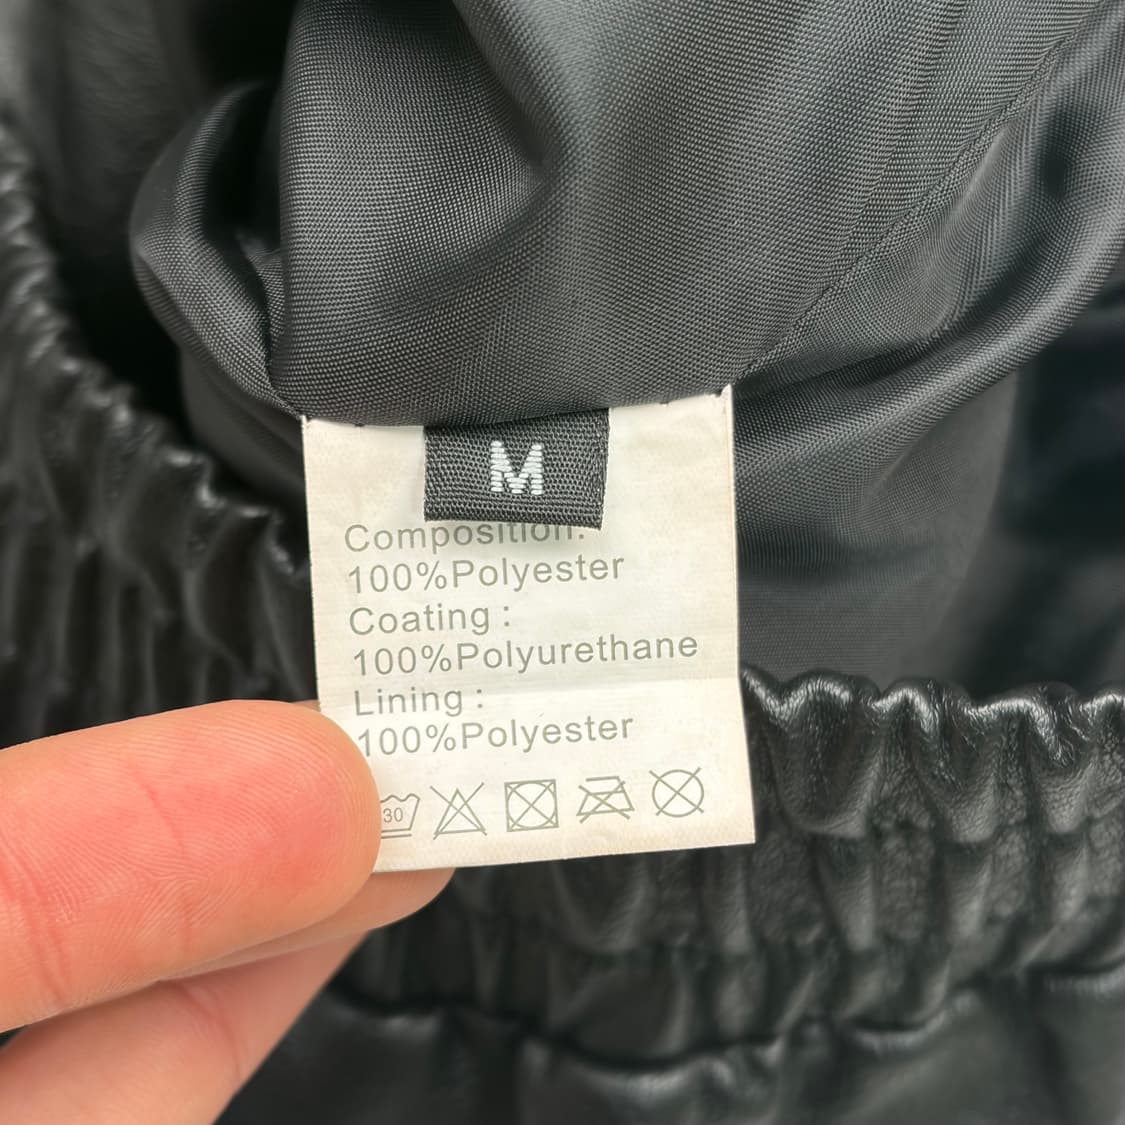 M
Composition:
100%Polyester
Coating :
100%Polyurethane
Lining :
100%Polyester
30